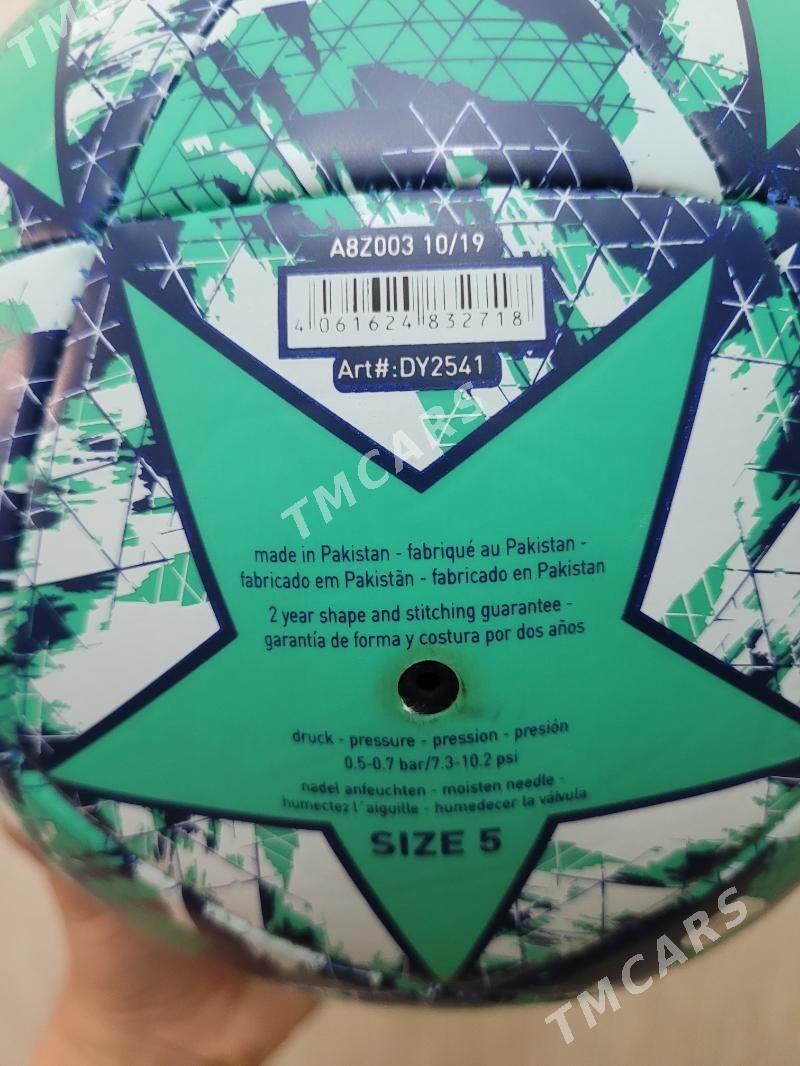 TMCARS
A8Z003 10/19
4 061624 832718
Art#:DY2541
TMCARS
made in Pakistan - fabriqué au Pakistan -
fabricado em Pakistãn - fabricado en Pakistan
2 year shape and stitching guarantee -
garantía de forma y costura por dos años
druck - pressure - pression - presión
0.5-0.7 bar/7.3-10.2 psi
nadel anfeuchten - moisten needle -
humectez l´aiguille - humedecer la válvula
SIZE 5
TMCARS